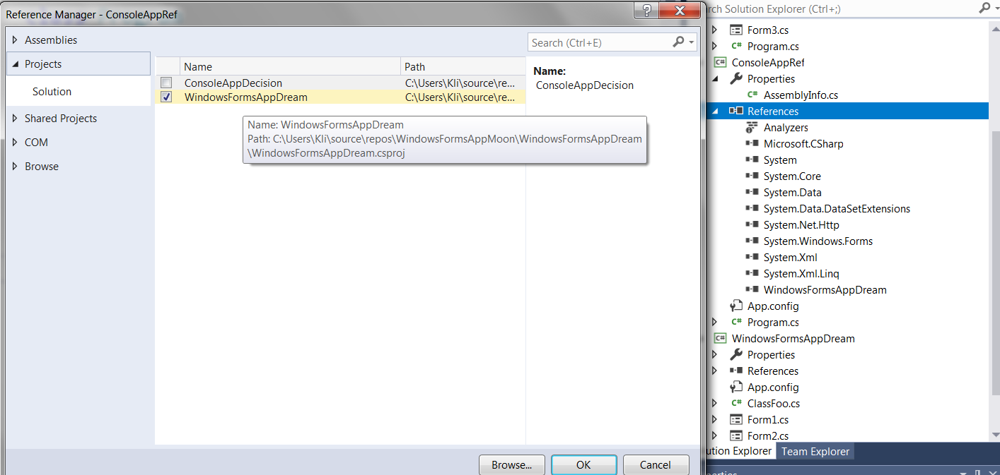 Reference Manager - ConsoleAppRef
?
Assemblies
Projects
Solution
Shared Projects
COM
Browse
Search (Ctrl+E)
Name
Path
ConsoleAppDecision
C:\Users\Kli\source\re...
WindowsFormsAppDream
C:\Users\Kli\source\re...
Name:
ConsoleAppDecision
Name: WindowsFormsAppDream
Path: C:\Users\Kli\source\repos\WindowsFormsAppMoon\WindowsFormsAppDream
\WindowsFormsAppDream.csproj
Browse...
OK
Cancel
rch Solution Explorer (Ctrl+;)
Form3.cs
C# Program.cs
C# ConsoleAppRef
Properties
C# AssemblyInfo.cs
References
Analyzers
Microsoft.CSharp
System
System.Core
System.Data
System.Data.DataSetExtensions
System.Net.Http
System.Windows.Forms
System.Xml
System.Xml.Linq
WindowsFormsAppDream
App.config
C# Program.cs
C# WindowsFormsAppDream
Properties
References
App.config
C# ClassFoo.cs
Form1.cs
Form2.cs
ution Explorer
Team Explorer